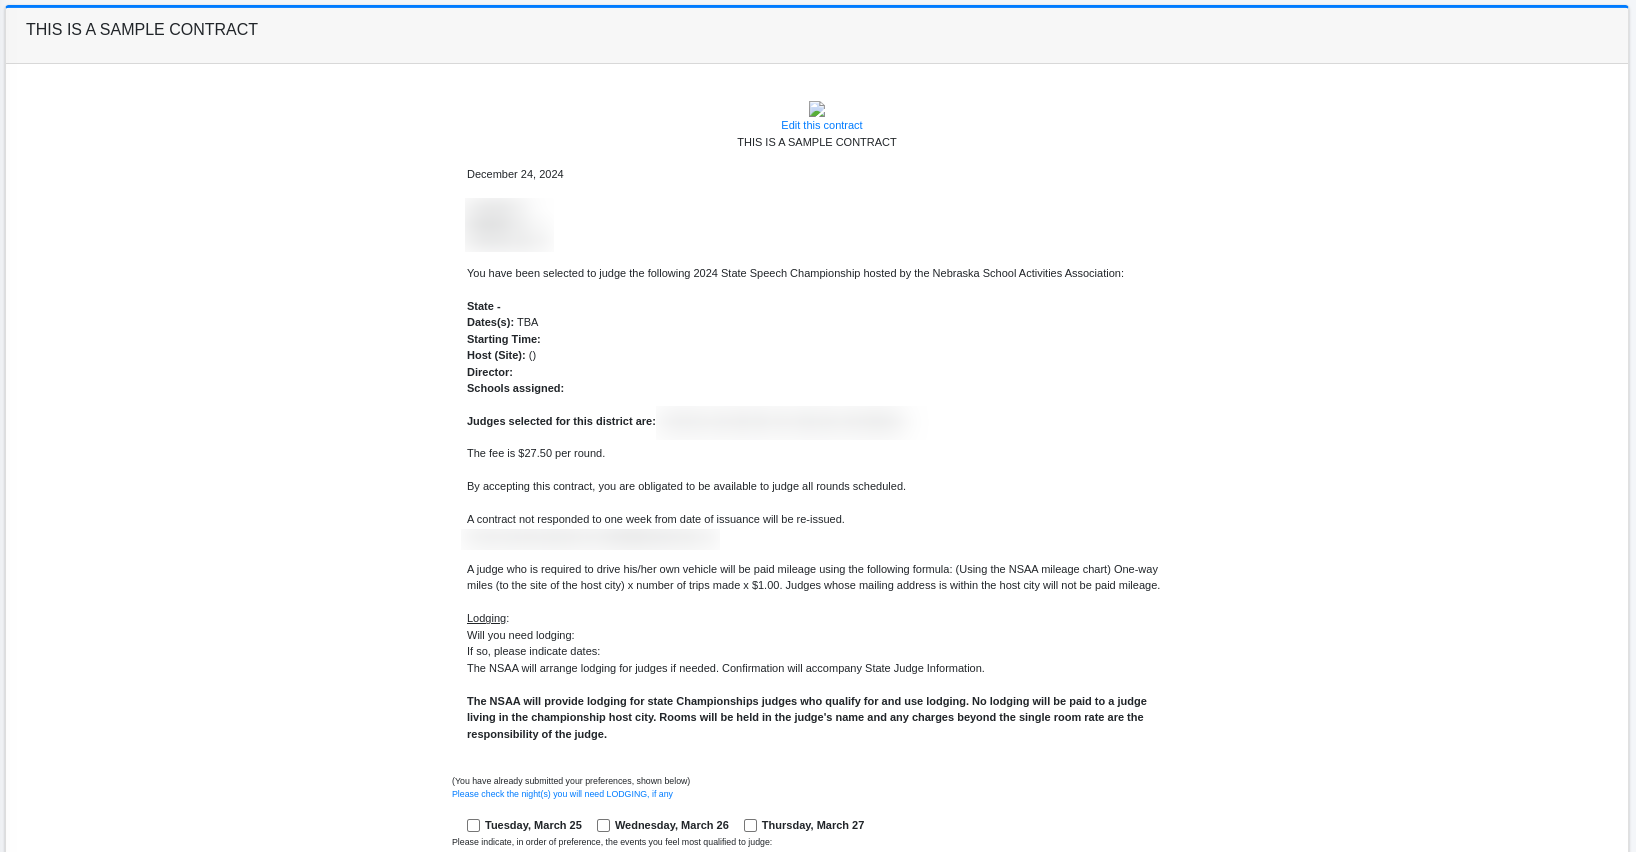 THIS IS A SAMPLE CONTRACT
Edit this contract
THIS IS A SAMPLE CONTRACT
December 24, 2024
You have been selected to judge the following 2024 State Speech Championship hosted by the Nebraska School Activities Association:
State -
Dates(s): TBA
Starting Time:
Host (Site): ()
Director:
Schools assigned:
Judges selected for this district are:
The fee is $27.50 per round.
By accepting this contract, you are obligated to be available to judge all rounds scheduled.
A contract not responded to one week from date of issuance will be re-issued.
A judge who is required to drive his/her own vehicle will be paid mileage using the following formula: (Using the NSAA mileage chart) One-way
miles (to the site of the host city) x number of trips made x $1.00. Judges whose mailing address is within the host city will not be paid mileage.
Lodging:
Will you need lodging:
If so, please indicate dates:
The NSAA will arrange lodging for judges if needed. Confirmation will accompany State Judge Information.
The NSAA will provide lodging for state Championships judges who qualify for and use lodging. No lodging will be paid to a judge
living in the championship host city. Rooms will be held in the judge's name and any charges beyond the single room rate are the
responsibility of the judge.
(You have already submitted your preferences, shown below)
Please check the night(s) you will need LODGING, if any
Tuesday, March 25 Wednesday, March 26 Thursday, March 27
Please indicate, in order of preference, the events you feel most qualified to judge: